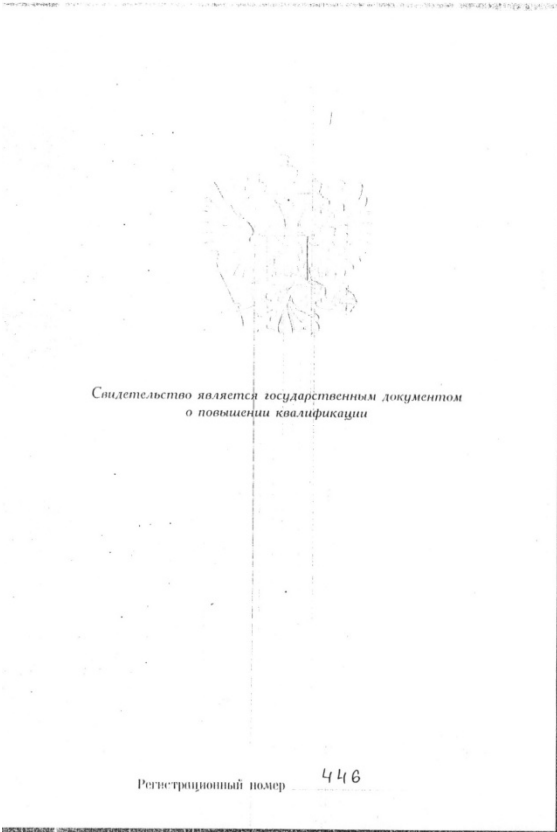 Свидетельство является государственным документом
о повышении квалификации
Регистрационный номер 446